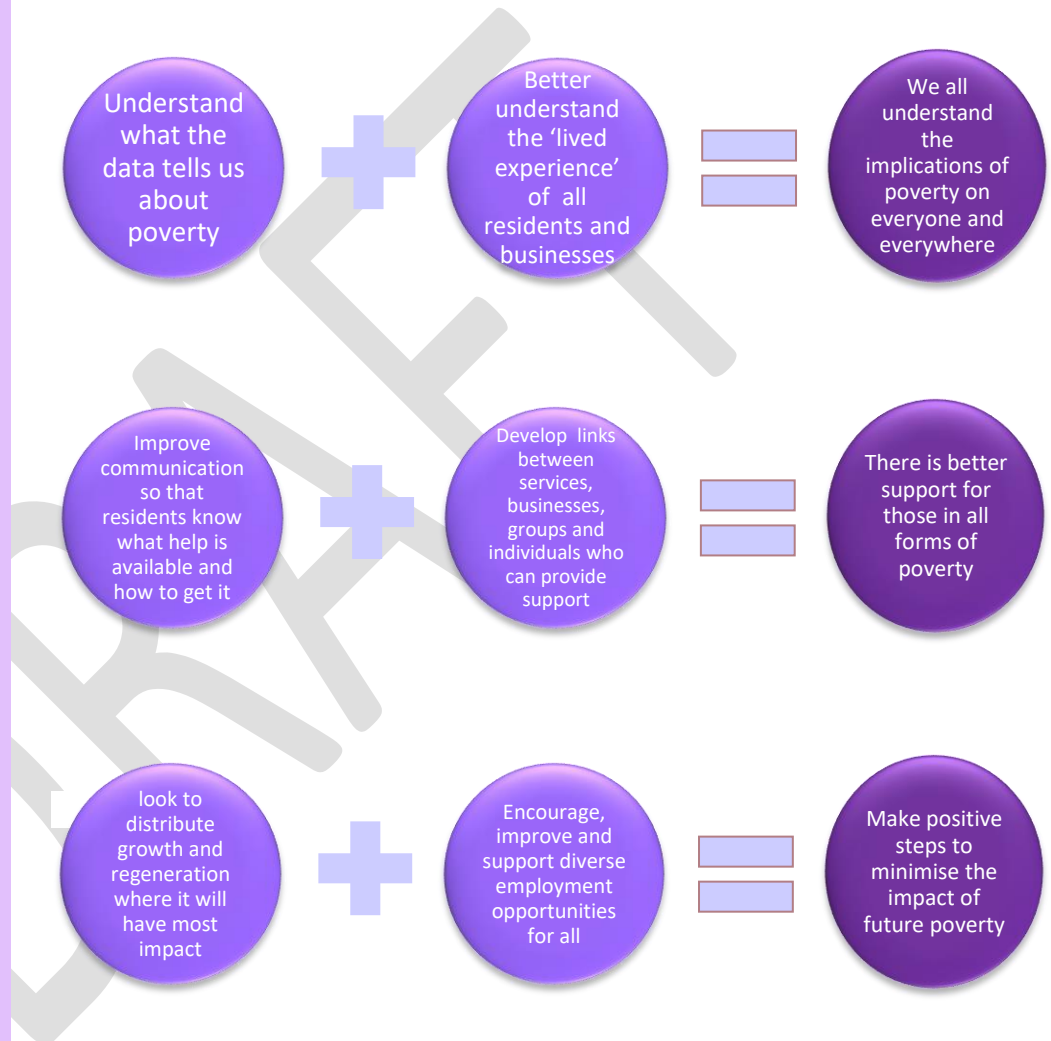 Understand
what the
data tells us
about
poverty
Better
understand
the ‘lived
experience’
of all
residents and
businesses
We all
understand
the
implications of
poverty on
everyone and
everywhere
Improve
communication
so that
residents know
what help is
available and
how to get it
Develop links
between
services,
businesses,
groups and
individuals who
can provide
support
There is better
support for
those in all
forms of
poverty
look to
distribute
growth and
regeneration
where it will
have most
impact
Encourage,
improve and
support diverse
employment
opportunities
for all
Make positive
steps to
minimise the
impact of
future poverty
DRAFT